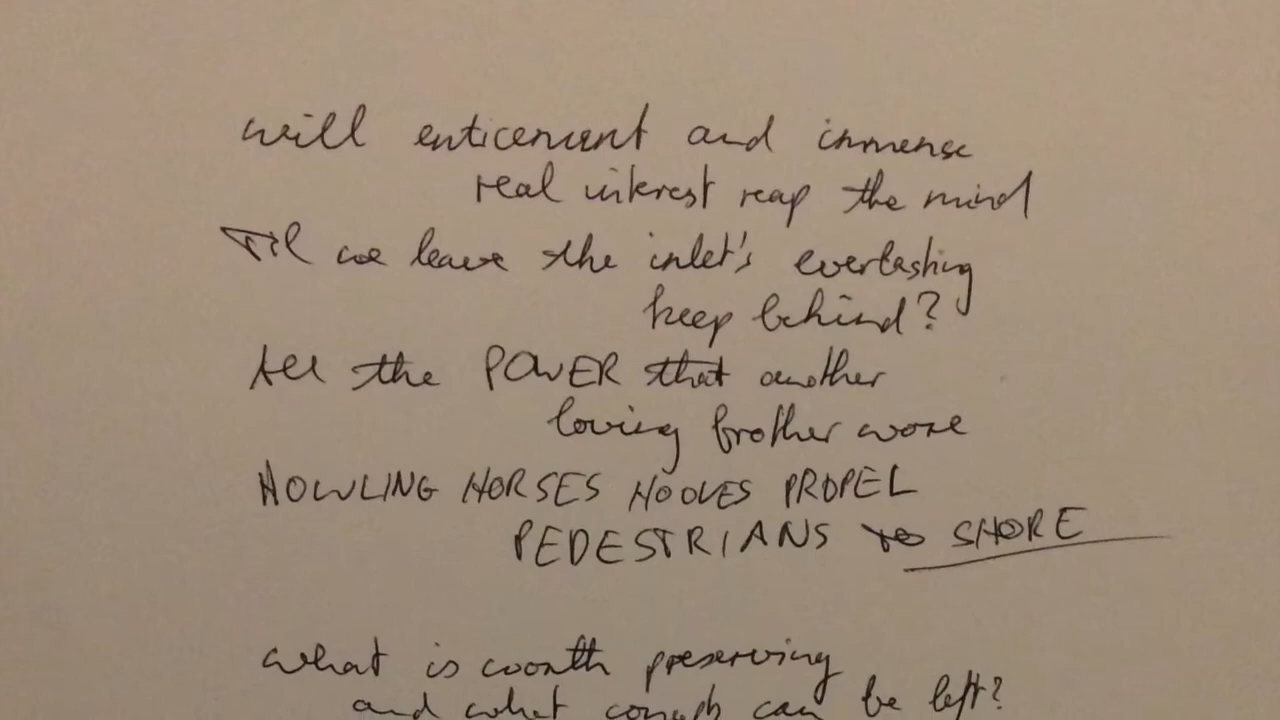 will enticement and immense
real interest reap the mind
Til we leave the inlet's everlasting
keep behind?
All the POWER that another
loving brother wore
HOWLING HORSES HOOVES PROPEL
PEDESTRIANS to SHORE
what is worth preserving
and what can be left?